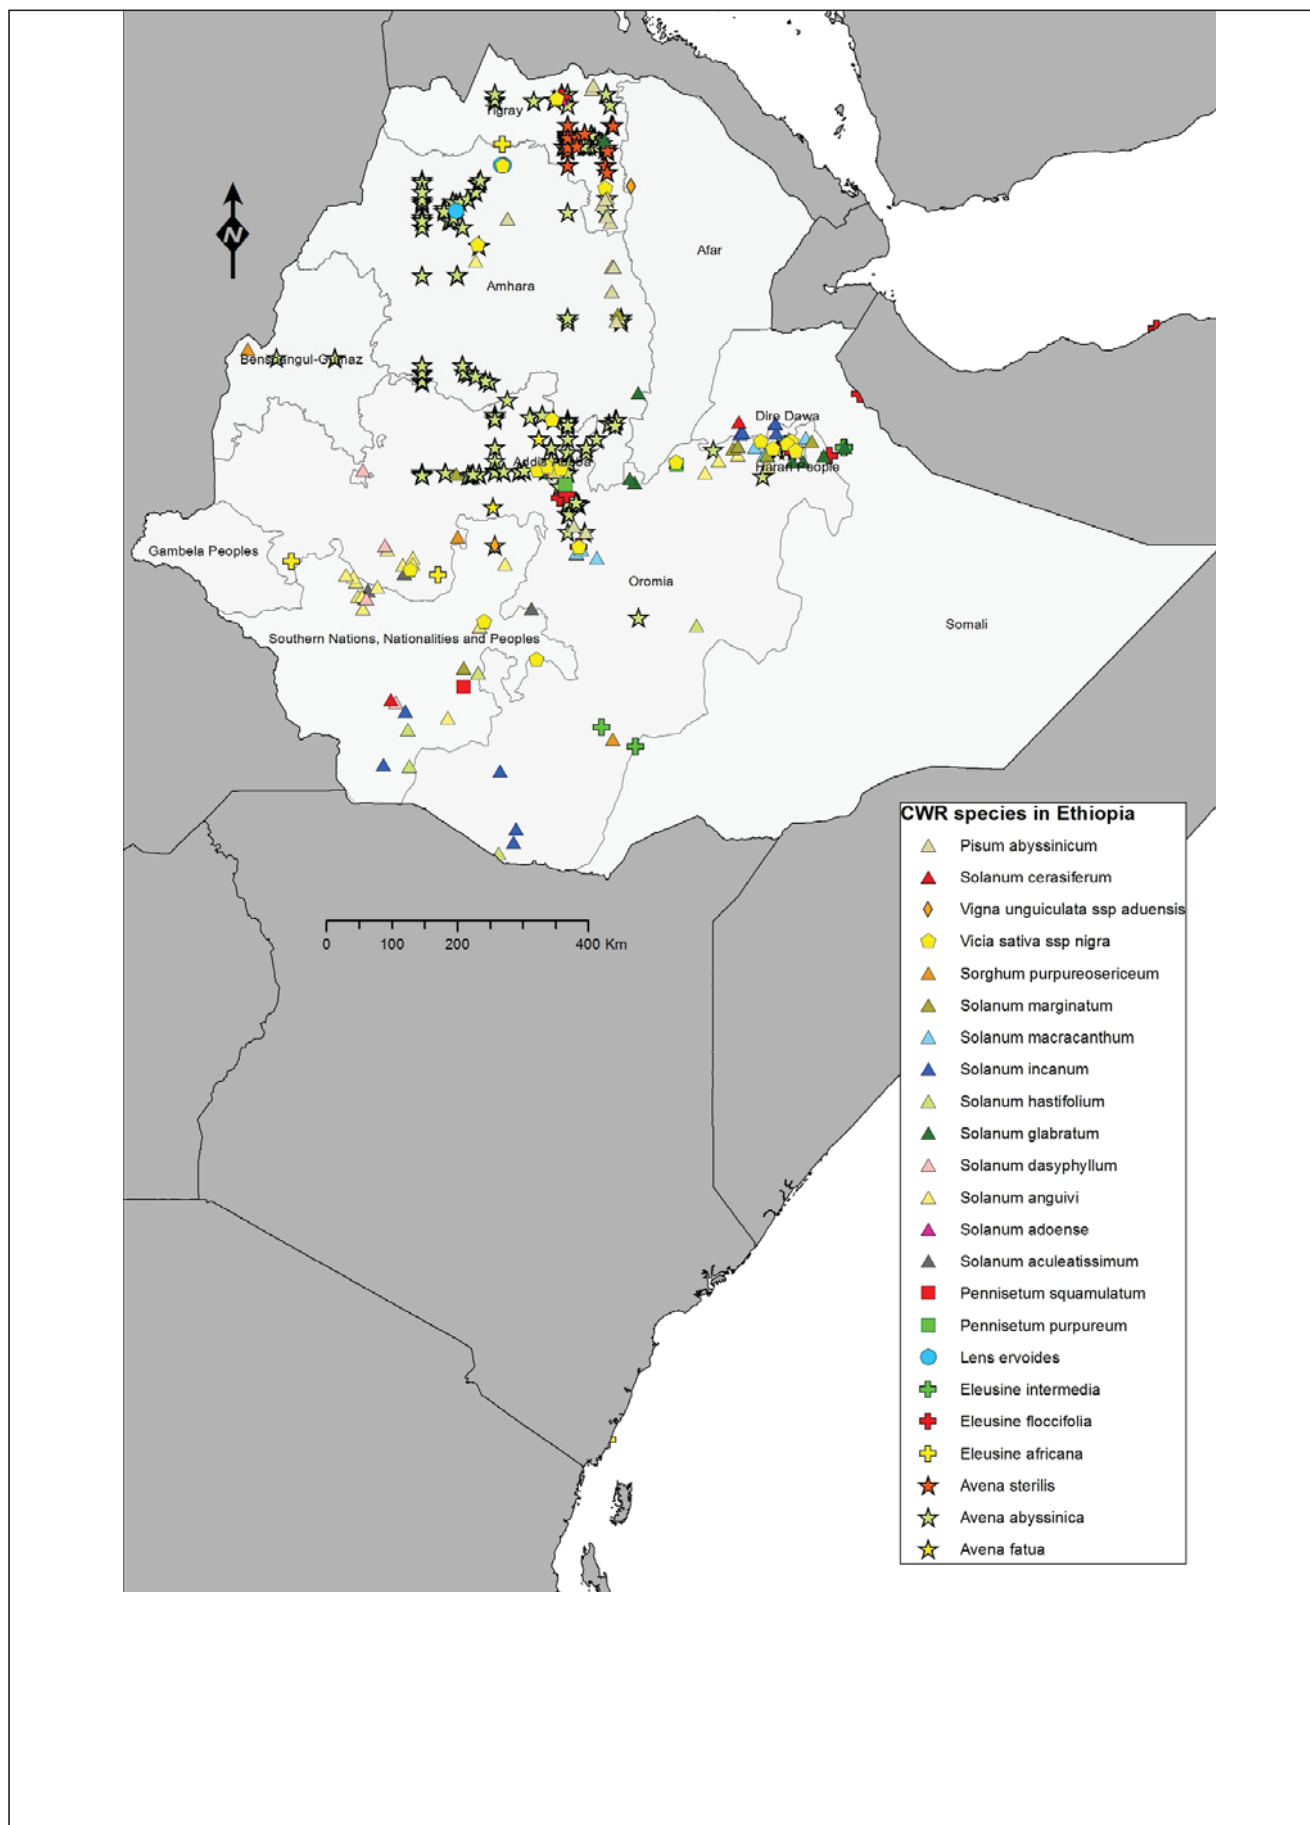 Tigray
N
Afar
Amhara
Benshangul-Gumaz
Dire Dawa
Addis Ababa
Harari People
Gambela Peoples
Oromia
Somali
Southern Nations, Nationalities and Peoples
CWR species in Ethiopia
Pisum abyssinicum
Solanum cerasiferum
Vigna unguiculata ssp aduensis
Vicia sativa ssp nigra
Sorghum purpureosericeum
Solanum marginatum
Solanum macracanthum
Solanum incanum
Solanum hastifolium
Solanum glabratum
Solanum dasyphyllum
Solanum anguivi
Solanum adoense
Solanum aculeatissimum
Pennisetum squamulatum
Pennisetum purpureum
Lens ervoides
Eleusine intermedia
Eleusine floccifolia
Eleusine africana
Avena sterilis
Avena abyssinica
Avena fatua
0 100 200 400 Km